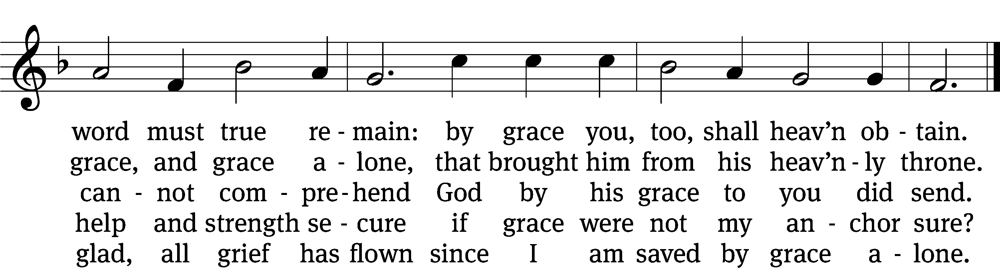 word must true re - main: by grace you, too, shall heav’n ob - tain.
grace, and grace a - lone, that brought him from his heav’n - ly throne.
can - not com - pre - hend God by his grace to you did send.
help and strength se - cure if grace were not my an - chor sure?
glad, all grief has flown since I am saved by grace a - lone.